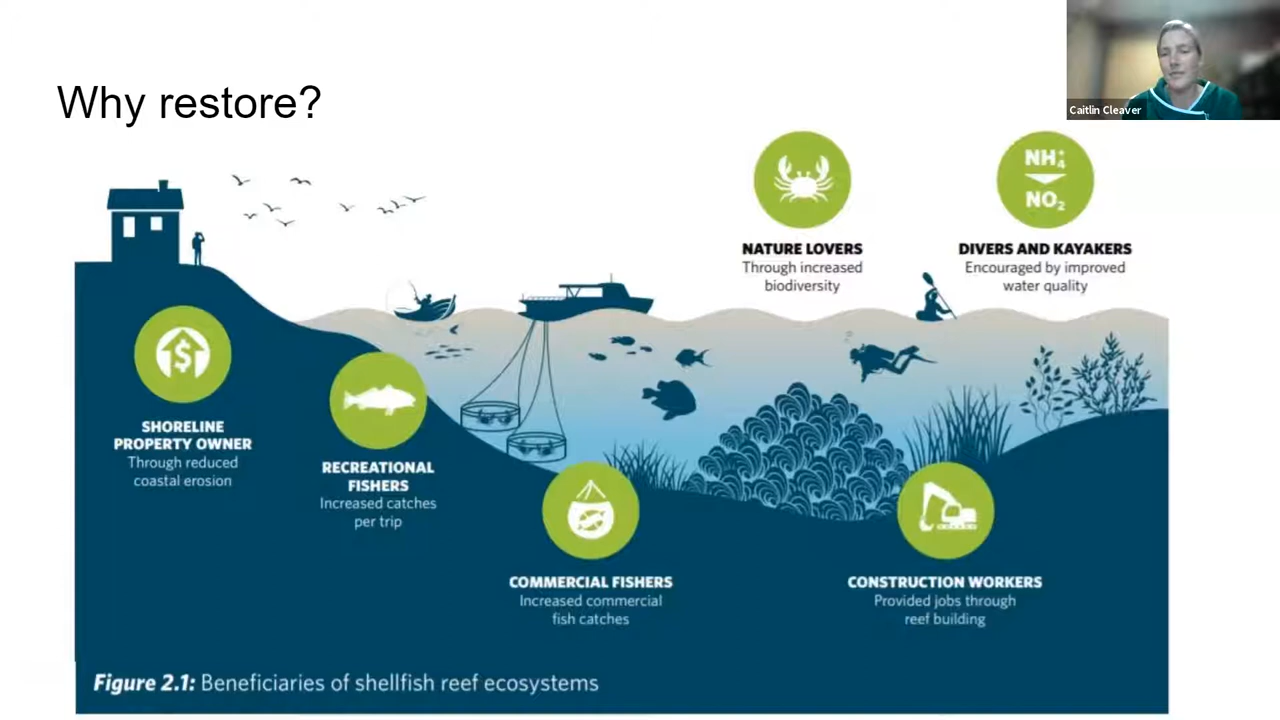 Why restore?
Caitlin Cleaver
NH₄⁺
NO₂
NATURE LOVERS
Through increased
biodiversity
DIVERS AND KAYAKERS
Encouraged by improved
water quality
$
SHORELINE
PROPERTY OWNER
Through reduced
coastal erosion
RECREATIONAL
FISHERS
Increased catches
per trip
COMMERCIAL FISHERS
Increased commercial
fish catches
CONSTRUCTION WORKERS
Provided jobs through
reef building
Figure 2.1: Beneficiaries of shellfish reef ecosystems